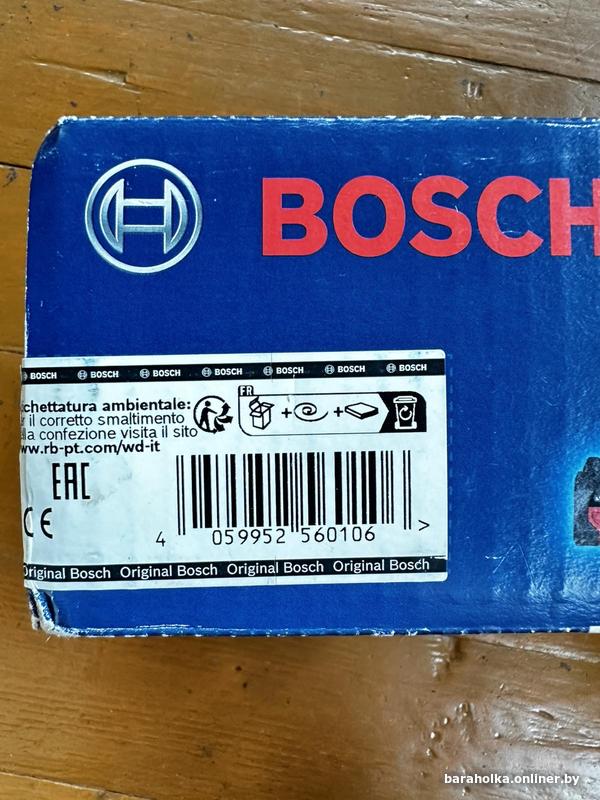 BOSCH
BOSCH BOSCH BOSCH BOSCH BOSCH BOSCH BOSCH
chettatura ambientale:
il corretto smaltimento
la confezione visita il sito
www.rb-pt.com/wd-it
FR
+ +
EAC
CE
4 059952 560106 >
Original Bosch Original Bosch Original Bosch Original Bosch
baraholka.onliner.by